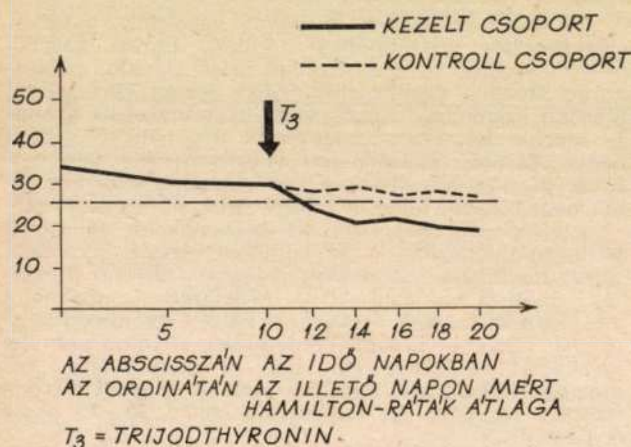 KEZELT CSOPORT
KONTROLL CSOPORT
50
40
30
20
10
T3
5 10 12 14 16 18 20
AZ ABSCISSZÁN AZ IDŐ NAPOKBAN
AZ ORDINÁTÁN AZ ILLETŐ NAPON MÉRT
HAMILTON-RÁTÁK ÁTLAGA
T3 = TRIJODTHYRONIN